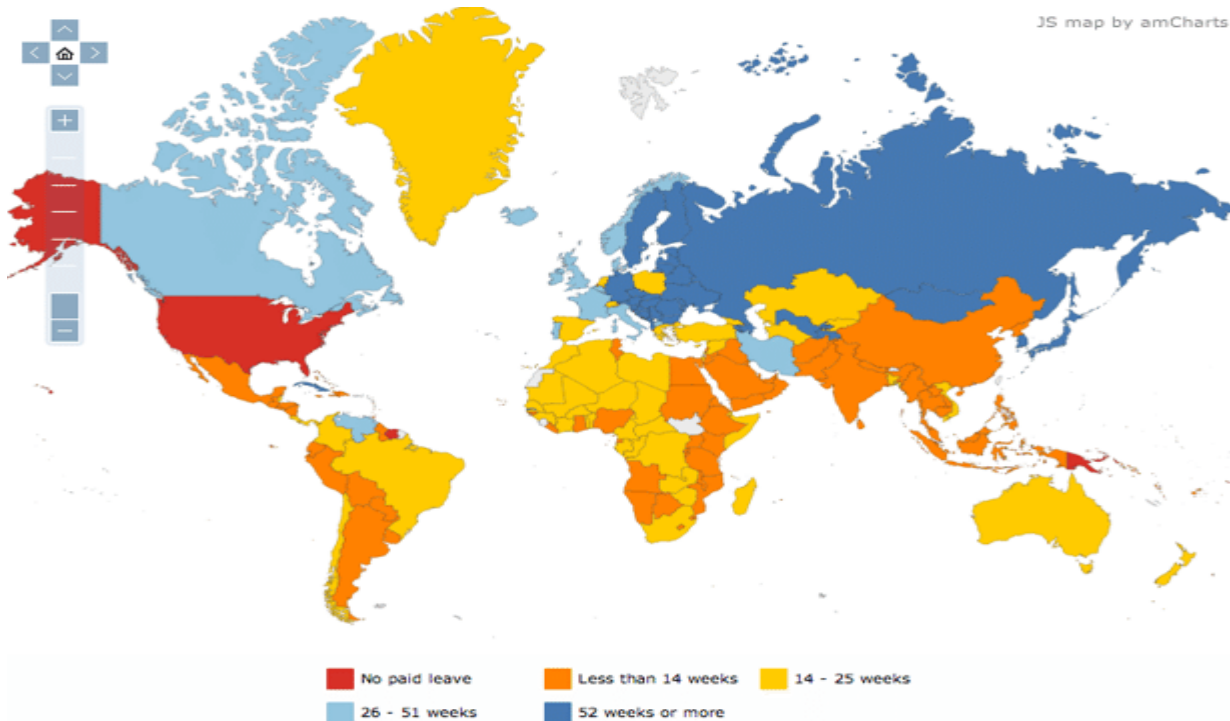 JS map by amCharts
No paid leave
Less than 14 weeks
14 - 25 weeks
26 - 51 weeks
52 weeks or more